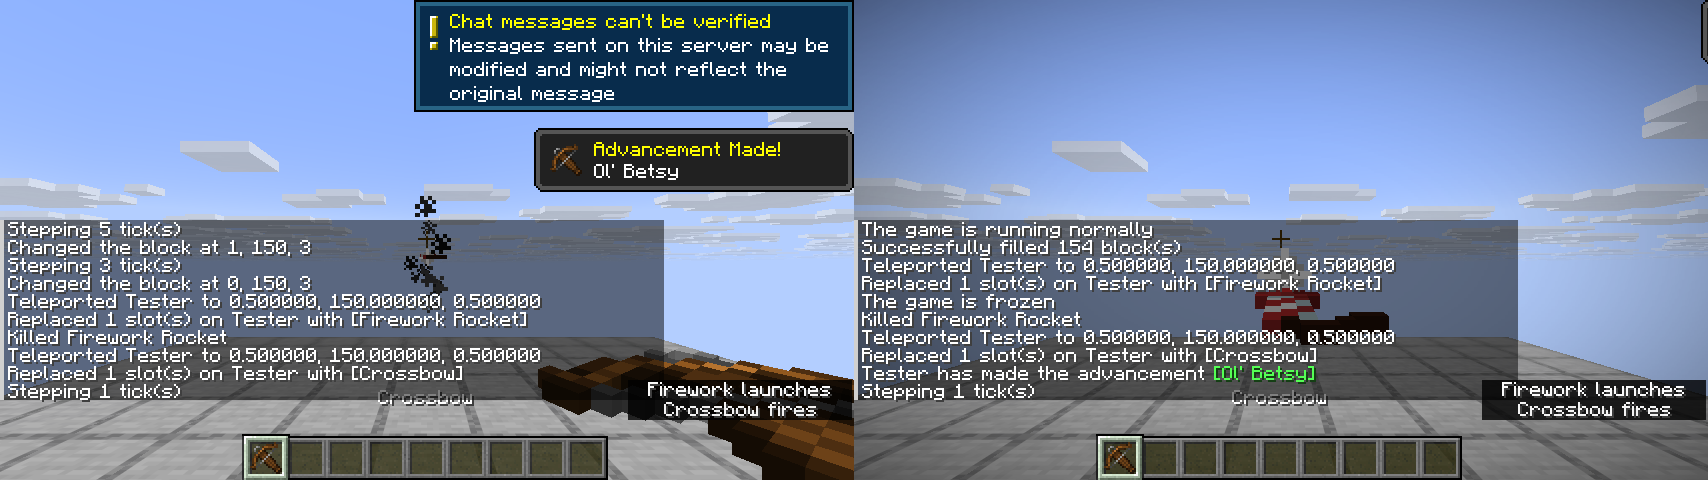 Chat messages can't be verified
Messages sent on this server may be
modified and might not reflect the
original message
Advancement Made!
Ol' Betsy
Stepping 5 tick(s)
Changed the block at 1, 150, 3
Stepping 3 tick(s)
Changed the block at 0, 150, 3
Teleported Tester to 0.500000, 150.000000, 0.500000
Replaced 1 slot(s) on Tester with [Firework Rocket]
Killed Firework Rocket
Teleported Tester to 0.500000, 150.000000, 0.500000
Replaced 1 slot(s) on Tester with [Crossbow]
Stepping 1 tick(s)
Crossbow
Firework launches
Crossbow fires
The game is running normally
Successfully filled 154 block(s)
Teleported Tester to 0.500000, 150.000000, 0.500000
Replaced 1 slot(s) on Tester with [Firework Rocket]
The game is frozen
Killed Firework Rocket
Teleported Tester to 0.500000, 150.000000, 0.500000
Replaced 1 slot(s) on Tester with [Crossbow]
Tester has made the advancement [Ol' Betsy]
Stepping 1 tick(s)
Crossbow
Firework launches
Crossbow fires